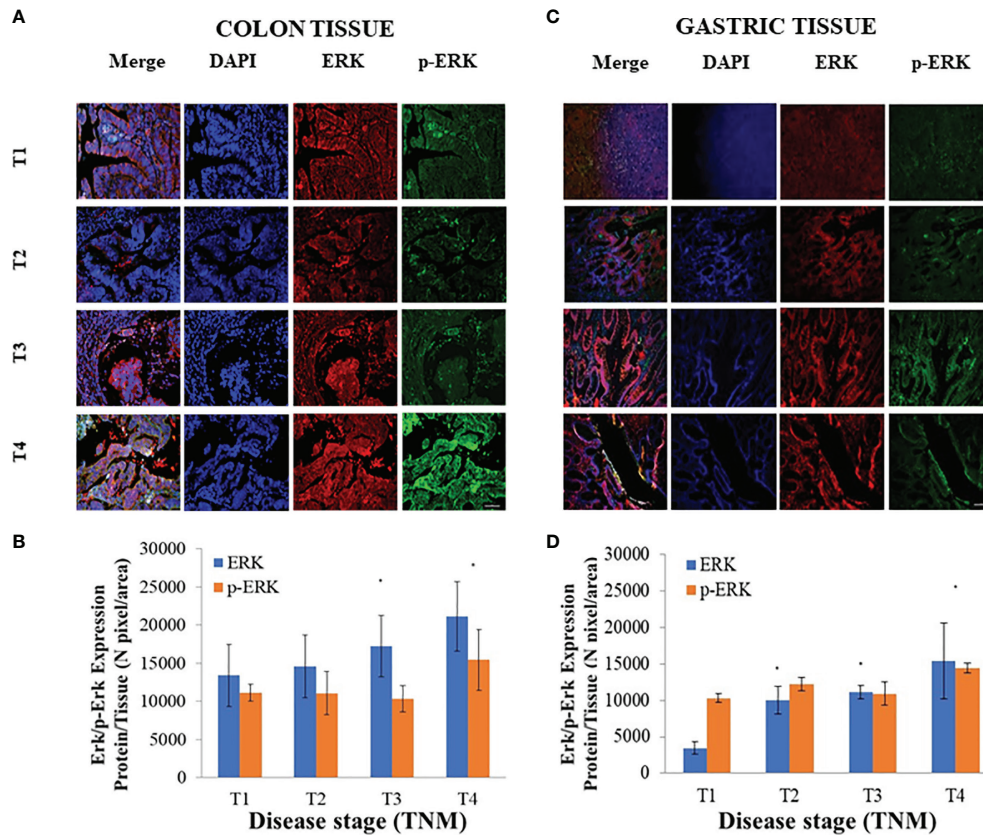 A
COLON TISSUE
Merge DAPI ERK p-ERK
T1
T2
T3
T4
B
30000
25000
20000
15000
10000
5000
0
Erk/p-Erk Expression
Protein/Tissue (N pixel/area)
ERK
p-ERK
T1 T2 T3 T4
Disease stage (TNM)
C
GASTRIC TISSUE
Merge DAPI ERK p-ERK
D
30000
25000
20000
15000
10000
5000
0
Erk/p-Erk Expression
Protein/Tissue (N pixel/area)
ERK
p-ERK
T1 T2 T3 T4
Disease stage (TNM)